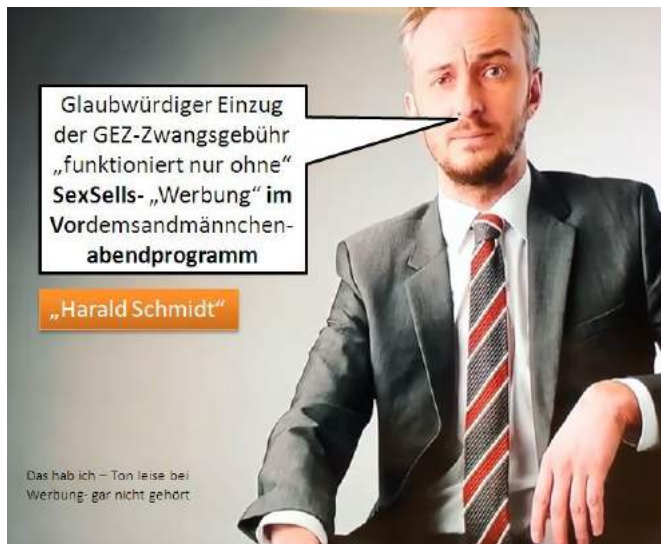 Glaubwürdiger Einzug
der GEZ-Zwangsgebühr
„funktioniert nur ohne“
SexSells- „Werbung“ im
Vordemsandmännchen-
abendprogramm
„Harald Schmidt“
Das hab ich – Ton leise bei
Werbung- gar nicht gehört